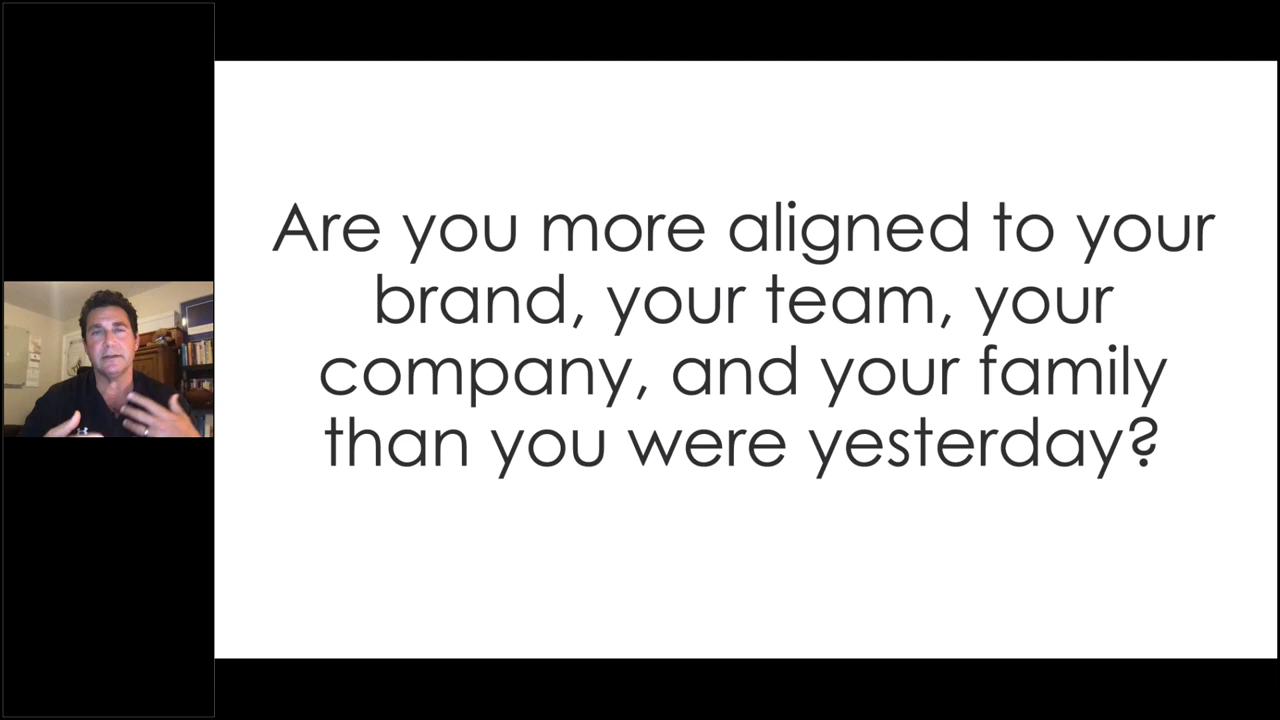 Are you more aligned to your
brand, your team, your
company, and your family
than you were yesterday?